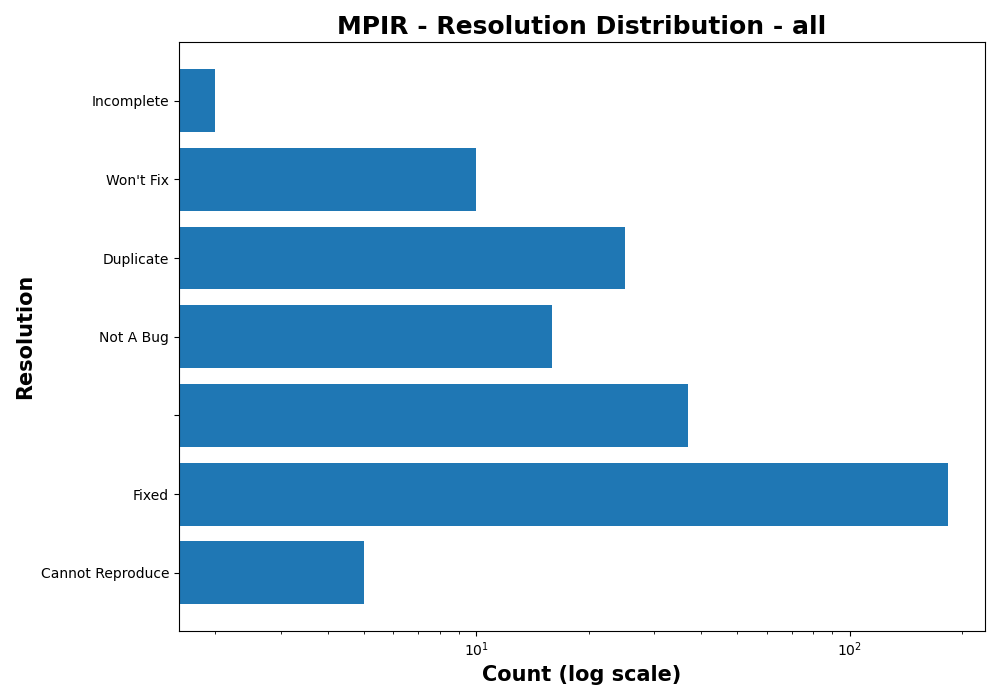 MPIR - Resolution Distribution - all
Incomplete
Won't Fix
Duplicate
Not A Bug
Fixed
Cannot Reproduce
Resolution
10¹
10²
Count (log scale)